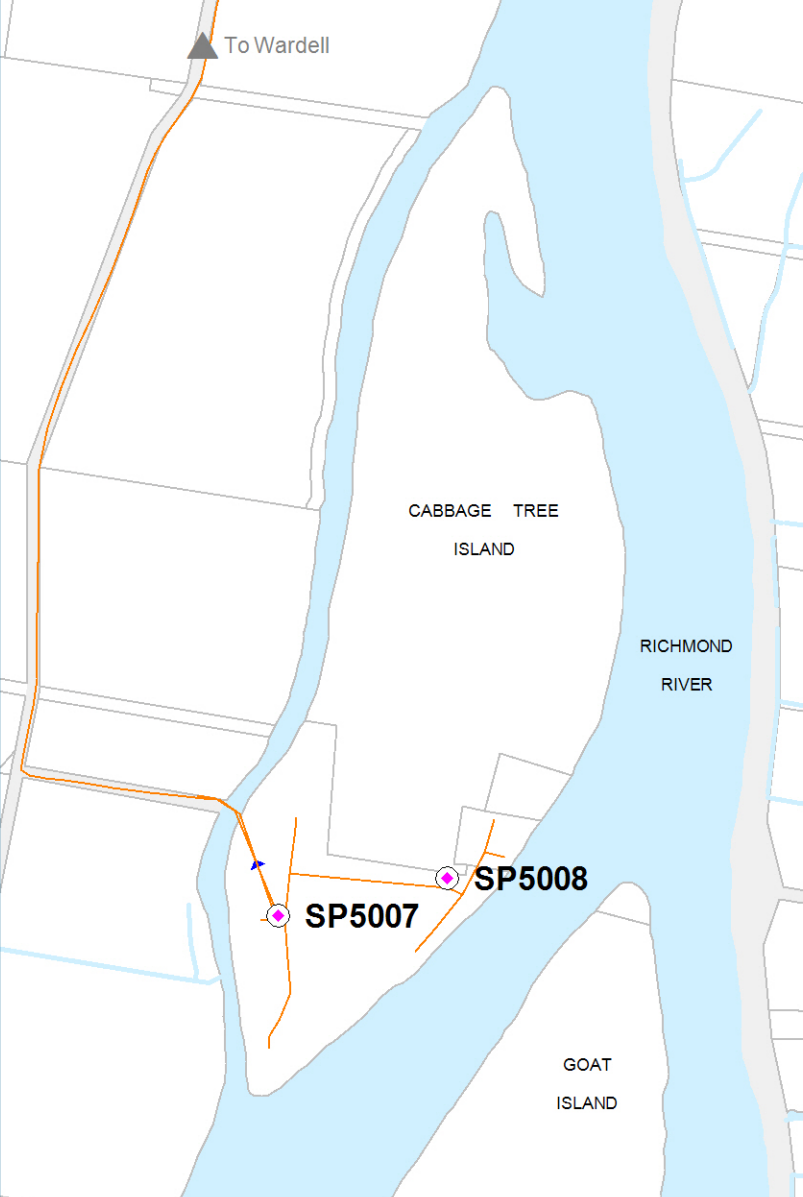 To Wardell
CABBAGE TREE
ISLAND
RICHMOND
RIVER
SP5008
SP5007
GOAT
ISLAND